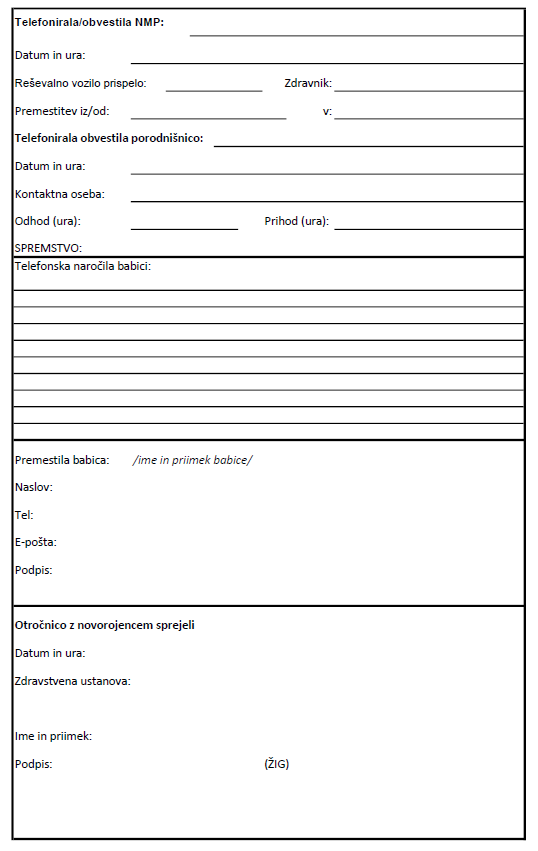 Telefonirala/obvestila NMP:
Datum in ura:
Reševalno vozilo prispelo: Zdravnik:
Premestitev iz/od: v:
Telefonirala obvestila porodnišnico:
Datum in ura:
Kontaktna oseba:
Odhod (ura): Prihod (ura):
SPREMSTVO:
Telefonska naročila babici:
Premestila babica: /ime in priimek babice/
Naslov:
Tel:
E-pošta:
Podpis:
Otročnico z novorojencem sprejeli
Datum in ura:
Zdravstvena ustanova:
Ime in priimek:
Podpis: (ŽIG)